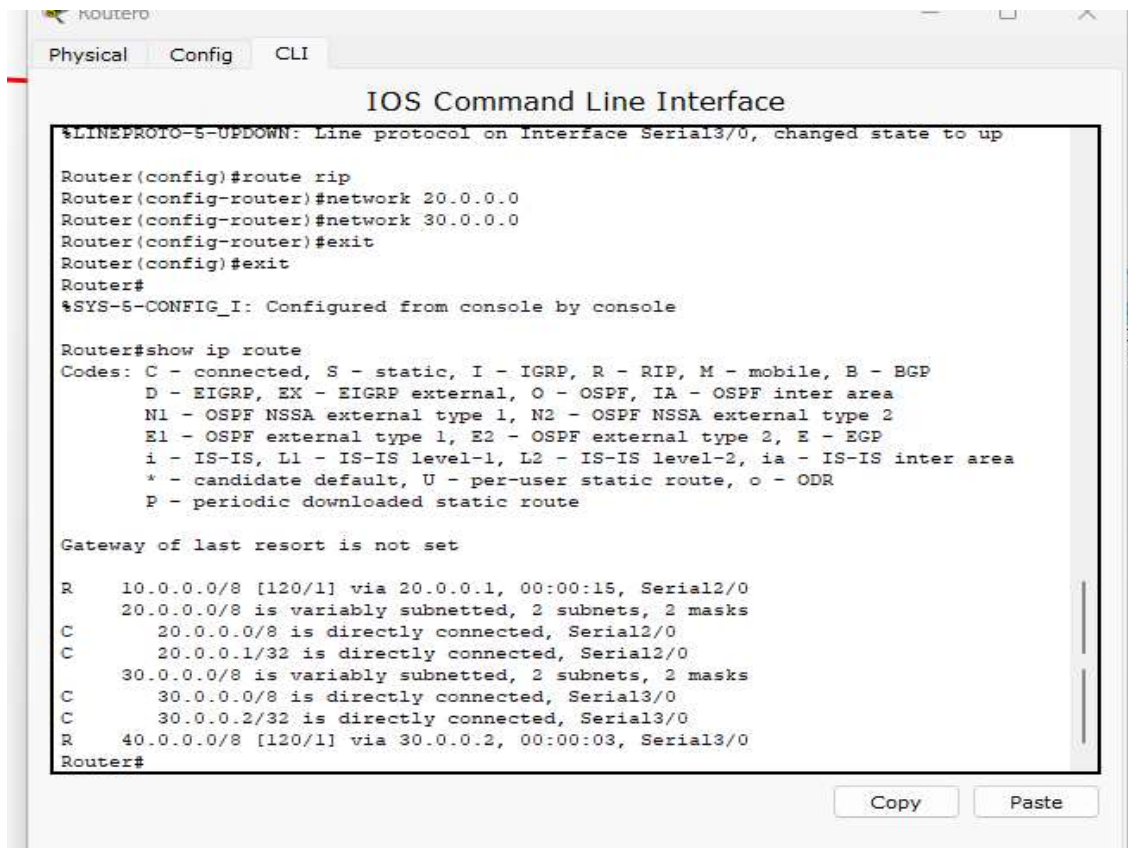 Router6
Physical Config CLI
IOS Command Line Interface
%LINEPROTO-5-UPDOWN: Line protocol on Interface Serial3/0, changed state to up
Router(config)#route rip
Router(config-router)#network 20.0.0.0
Router(config-router)#network 30.0.0.0
Router(config-router)#exit
Router(config)#exit
Router#
%SYS-5-CONFIG_I: Configured from console by console
Router#show ip route
Codes: C - connected, S - static, I - IGRP, R - RIP, M - mobile, B - BGP
D - EIGRP, EX - EIGRP external, O - OSPF, IA - OSPF inter area
N1 - OSPF NSSA external type 1, N2 - OSPF NSSA external type 2
E1 - OSPF external type 1, E2 - OSPF external type 2, E - EGP
i - IS-IS, L1 - IS-IS level-1, L2 - IS-IS level-2, ia - IS-IS inter area
* - candidate default, U - per-user static route, o - ODR
P - periodic downloaded static route
Gateway of last resort is not set
R 10.0.0.0/8 [120/1] via 20.0.0.1, 00:00:15, Serial2/0
20.0.0.0/8 is variably subnetted, 2 subnets, 2 masks
C 20.0.0.0/8 is directly connected, Serial2/0
C 20.0.0.1/32 is directly connected, Serial2/0
30.0.0.0/8 is variably subnetted, 2 subnets, 2 masks
C 30.0.0.0/8 is directly connected, Serial3/0
C 30.0.0.2/32 is directly connected, Serial3/0
R 40.0.0.0/8 [120/1] via 30.0.0.2, 00:00:03, Serial3/0
Router#
Copy Paste